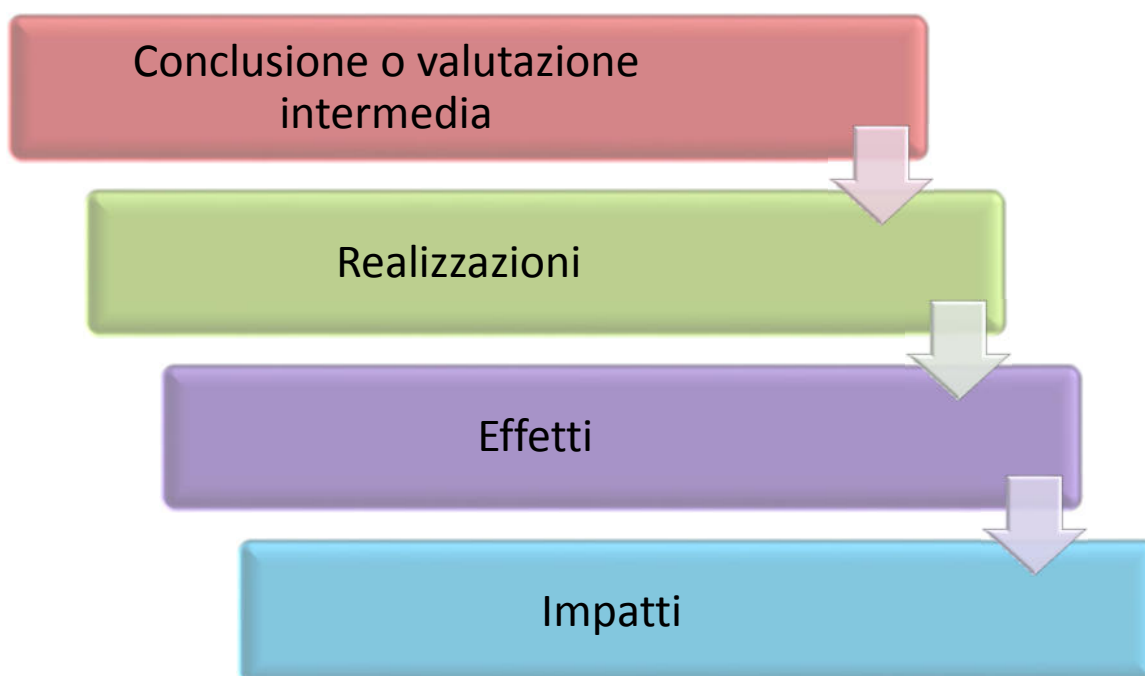 Conclusione o valutazione
intermedia
Realizzazioni
Effetti
Impatti